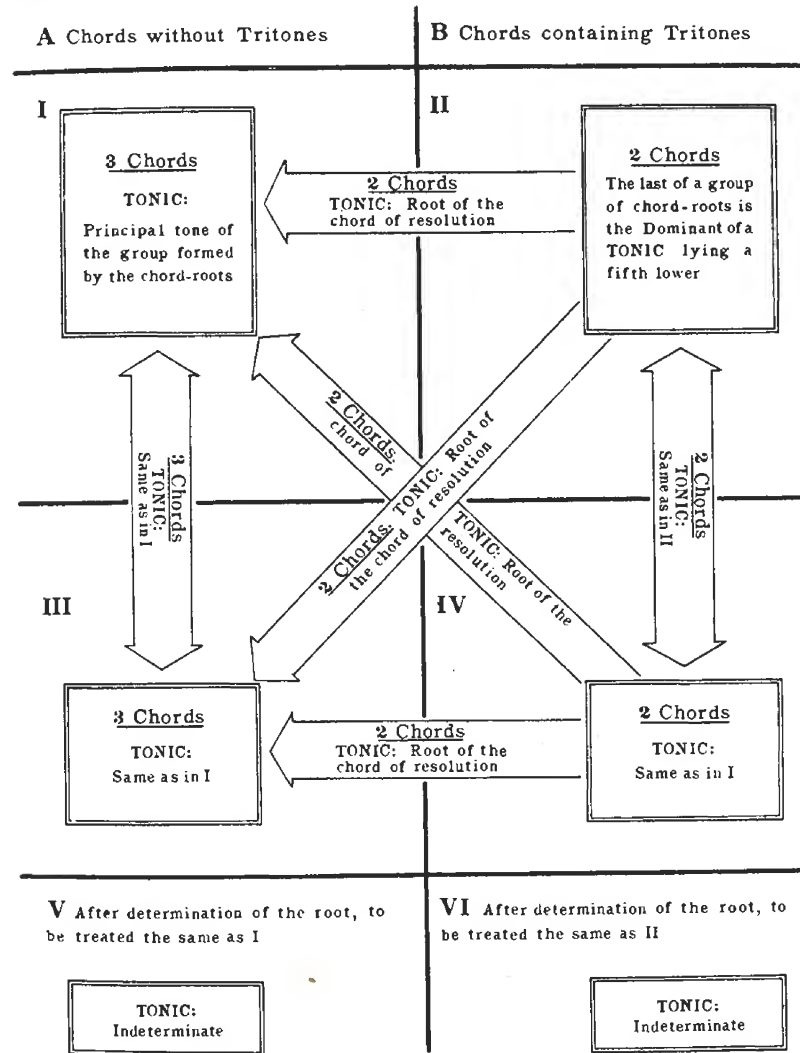 A Chords without Tritones
B Chords containing Tritones
I
3 Chords
TONIC:
Principal tone of
the group formed
by the chord-roots
2 Chords
TONIC: Root of the
chord of resolution
II
2 Chords
The last of a group
of chord-roots is
the Dominant of a
TONIC lying a
fifth lower
3 Chords
TONIC:
Same as in I
2 Chords.
chord of
TONIC: Root of the
resolution
2 Chords. TONIC: Root of
the chord of resolution
2 Chords
TONIC:
Same as in II
III
3 Chords
TONIC:
Same as in I
2 Chords
TONIC: Root of the
chord of resolution
IV
2 Chords
TONIC:
Same as in I
V After determination of the root, to
be treated the same as I
TONIC:
Indeterminate
VI After determination of the root, to
be treated the same as II
TONIC:
Indeterminate